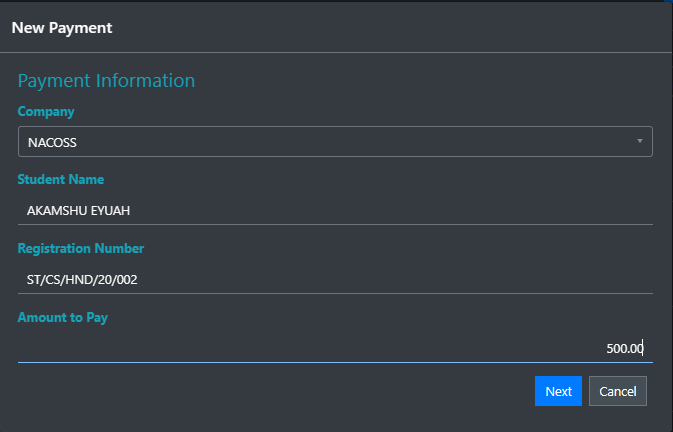 New Payment
Payment Information
Company
NACOSS
Student Name
AKAMSHU EYUAH
Registration Number
ST/CS/HND/20/002
Amount to Pay
500.00
Next Cancel